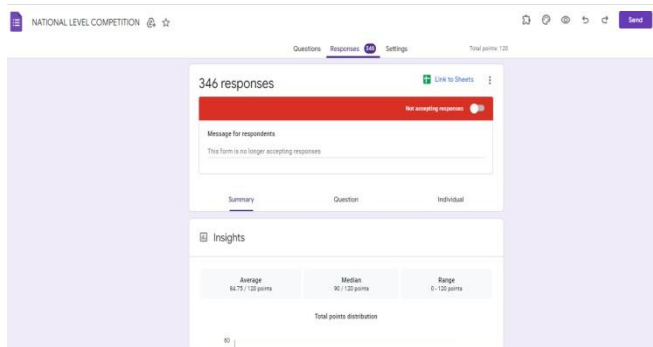 NATIONAL LEVEL COMPETITION
Send
Questions Responses 346 Settings Total points: 120
346 responses
Link to Sheets
Not accepting responses
Message for respondents
This form is no longer accepting responses
Summary Question Individual
Insights
Average Median Range
84.75 / 120 points 90 / 120 points 0 - 120 points
Total points distribution
60